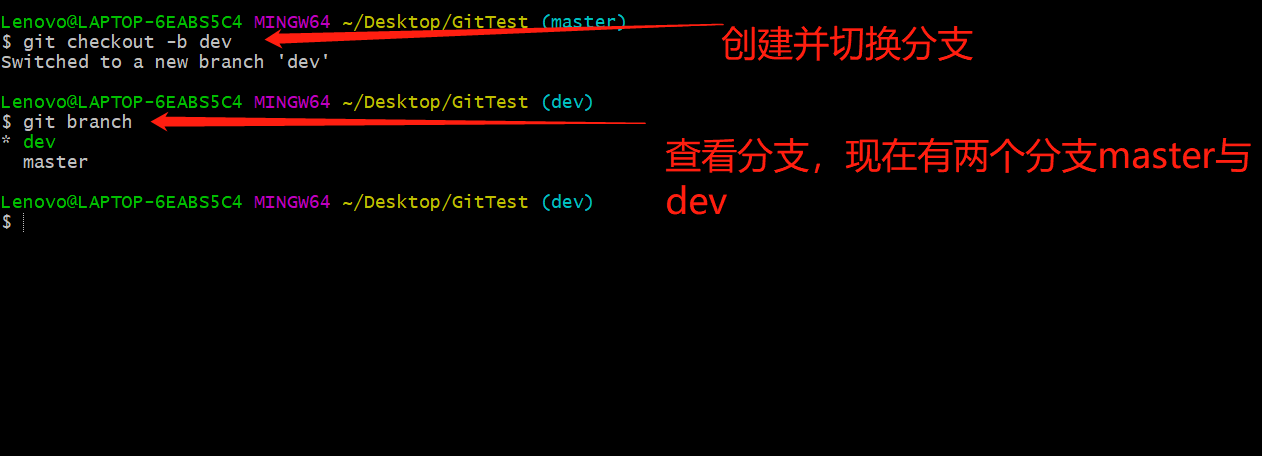 Lenovo@LAPTOP-6EABS5C4 MINGW64 ~/Desktop/GitTest (master)
$ git checkout -b dev
创建并切换分支
Switched to a new branch 'dev'
Lenovo@LAPTOP-6EABS5C4 MINGW64 ~/Desktop/GitTest (dev)
$ git branch
* dev
master
查看分支，现在有两个分支master与
dev
Lenovo@LAPTOP-6EABS5C4 MINGW64 ~/Desktop/GitTest (dev)
$